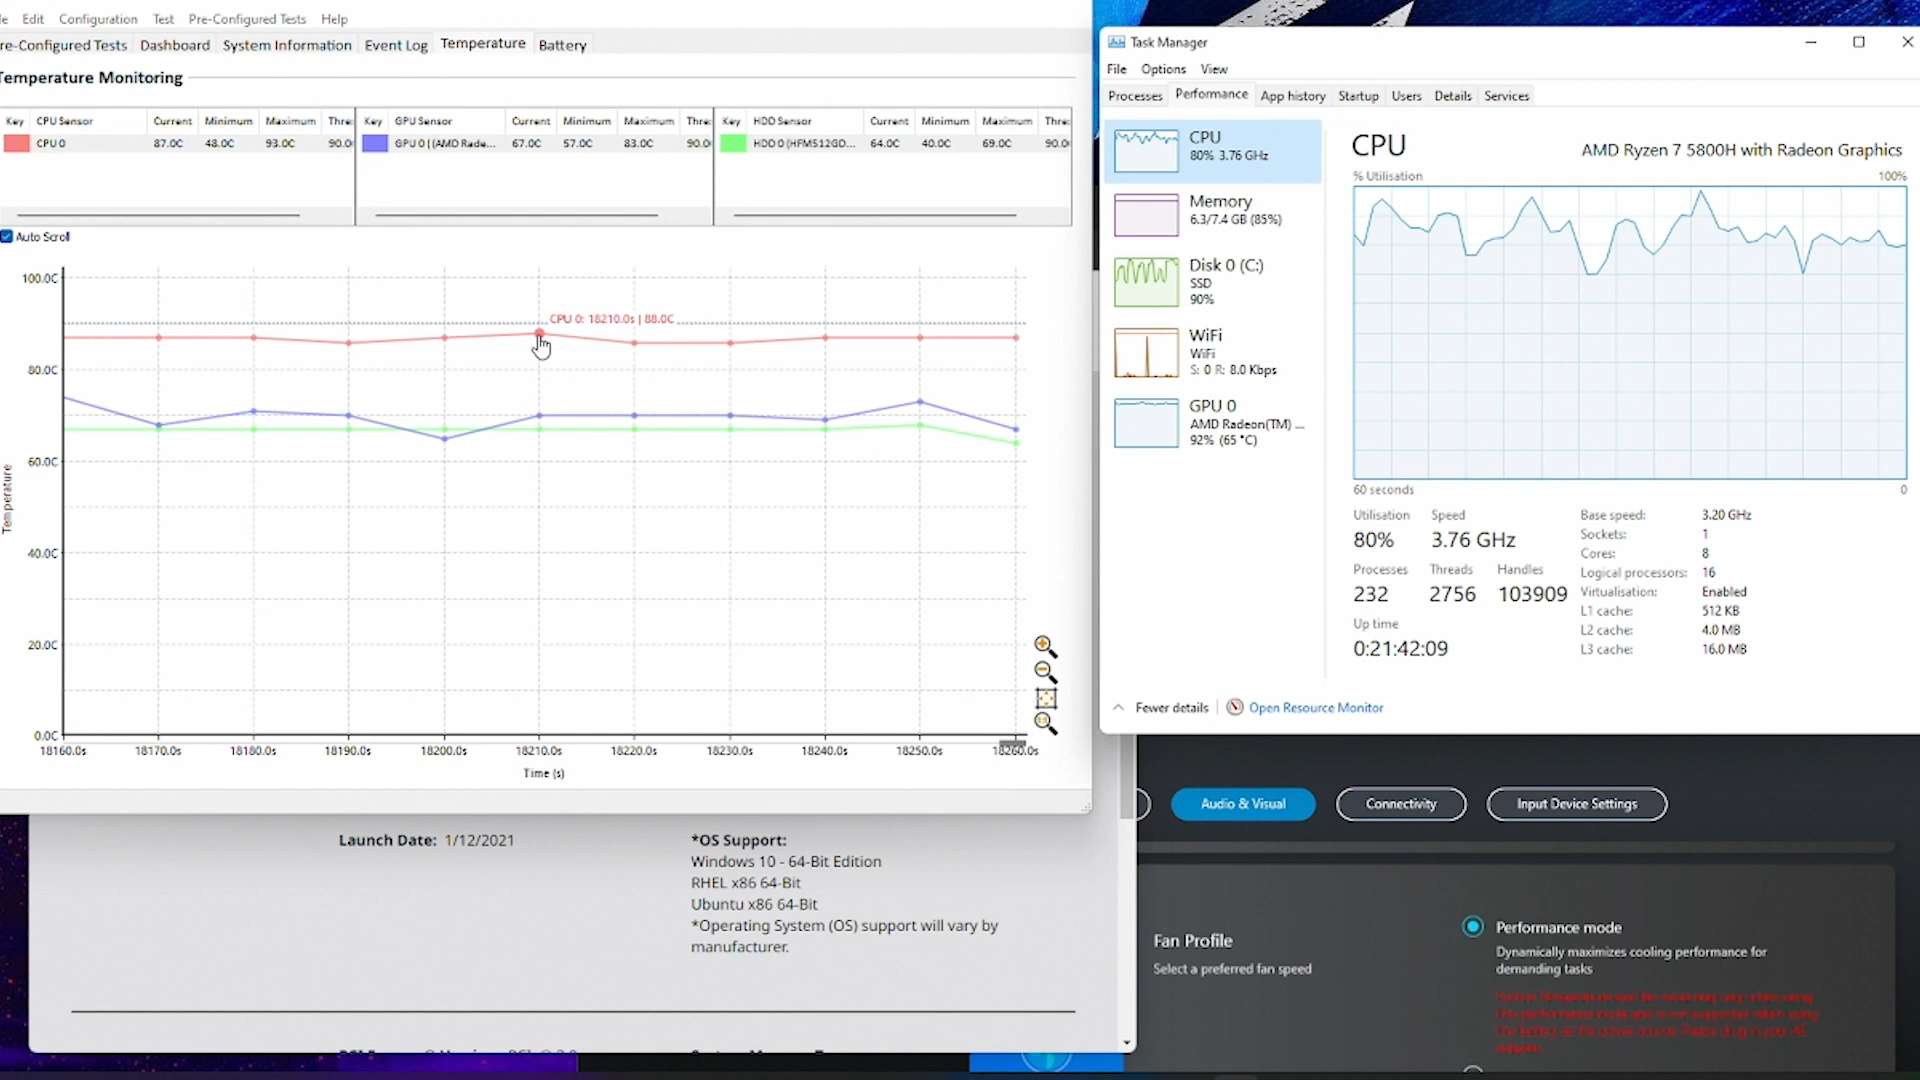 Edit Configuration Test Pre-Configured Tests Help
re-Configured Tests Dashboard System Information Event Log Temperature Battery
Temperature Monitoring
Key CPU Sensor Current Minimum Maximum Thre
CPU 0 87.0C 48.0C 93.0C 90.0
Key GPU Sensor Current Minimum Maximum Thre
GPU 0 ((AMD Rade... 67.0C 57.0C 83.0C 90.0
Key HDD Sensor Current Minimum Maximum Thre
HDD 0 (HFM512GD... 64.0C 40.0C 69.0C 90.0
Auto Scroll
100.0C
80.0C
60.0C
40.0C
20.0C
0.0C
Temperature
CPU 0: 18210.0s | 88.0C
18160.0s 18170.0s 18180.0s 18190.0s 18200.0s 18210.0s 18220.0s 18230.0s 18240.0s 18250.0s 18260.0s
Time (s)
Task Manager
File Options View
Processes Performance App history Startup Users Details Services
CPU
80% 3.76 GHz
Memory
6.3/7.4 GB (85%)
Disk 0 (C:)
SSD
90%
WiFi
WiFi
S: 0 R: 8.0 Kbps
GPU 0
AMD Radeon(TM) ...
92% (65 °C)
CPU AMD Ryzen 7 5800H with Radeon Graphics
% Utilisation 100%
60 seconds 0
Utilisation Speed
80% 3.76 GHz
Processes Threads Handles
232 2756 103909
Up time
0:21:42:09
Base speed: 3.20 GHz
Sockets: 1
Cores: 8
Logical processors: 16
Virtualisation: Enabled
L1 cache: 512 KB
L2 cache: 4.0 MB
L3 cache: 16.0 MB
Fewer details Open Resource Monitor
Audio & Visual Connectivity Input Device Settings
Launch Date: 1/12/2021
*OS Support:
Windows 10 - 64-Bit Edition
RHEL x86 64-Bit
Ubuntu x86 64-Bit
*Operating System (OS) support will vary by
manufacturer.
Fan Profile
Select a preferred fan speed
Performance mode
Dynamically maximizes cooling performance for
demanding tasks